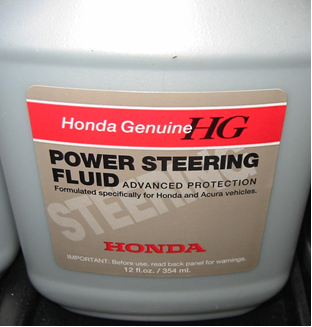 Honda Genuine HG
POWER STEERING
FLUID ADVANCED PROTECTION
Formulated specifically for Honda and Acura vehicles.
STEERING
HONDA
IMPORTANT: Before use, read back panel for warnings.
12 fl.oz. / 354 ml.